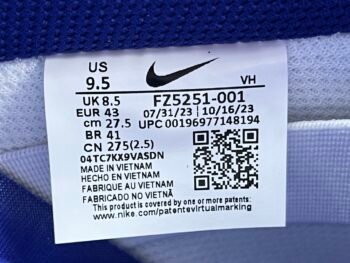 US
9.5
VH
UK 8.5
EUR 43
cm 27.5
BR 41
CN 275(2.5)
FZ5251-001
07/31/23 | 10/16/23
UPC 00196977148194
04TC7KX9VASDN
MADE IN VIETNAM
HECHO EN VIETNAM
FABRIQUE AU VIETNAM
FABRICADO NO VIETNÃ
This product is covered by one or more
www.nike.com/patentevirtualmarking